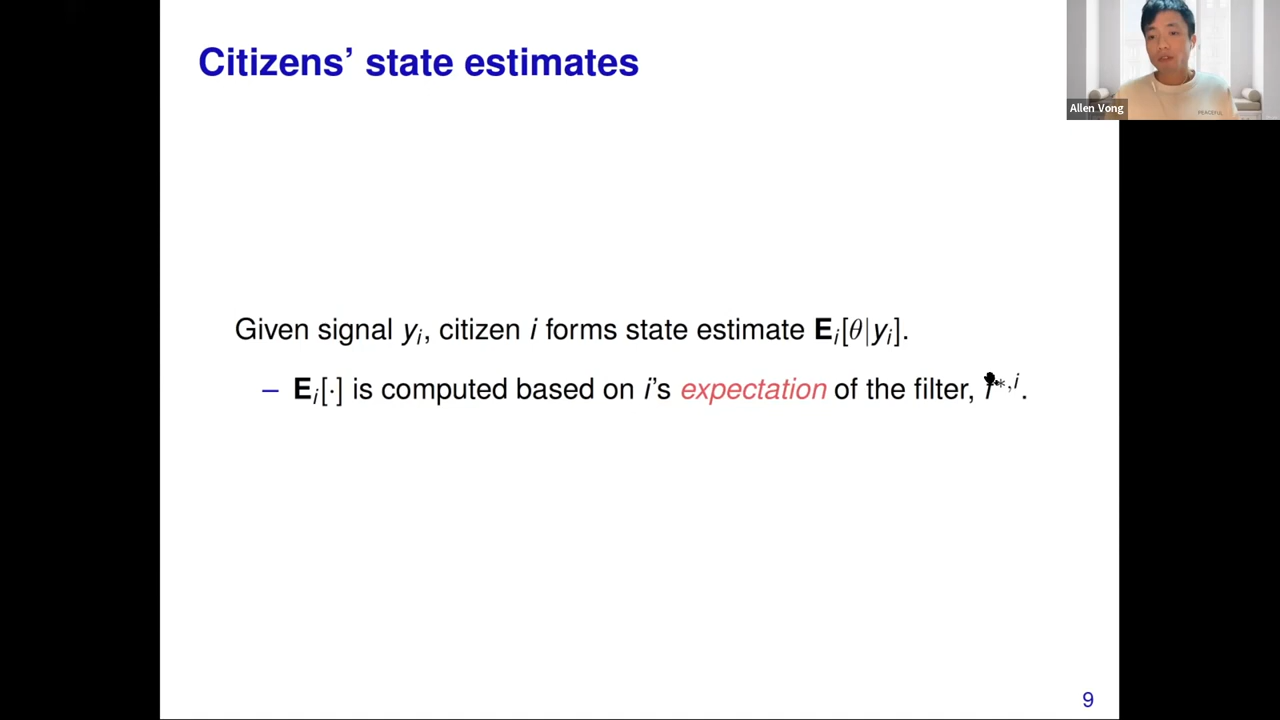 Citizens' state estimates
Allen Vong
PEACEFUL
Given signal yᵢ, citizen i forms state estimate 𝐄ᵢ[θ|yᵢ].
– 𝐄ᵢ[·] is computed based on i's expectation of the filter, f*,ⁱ.
9